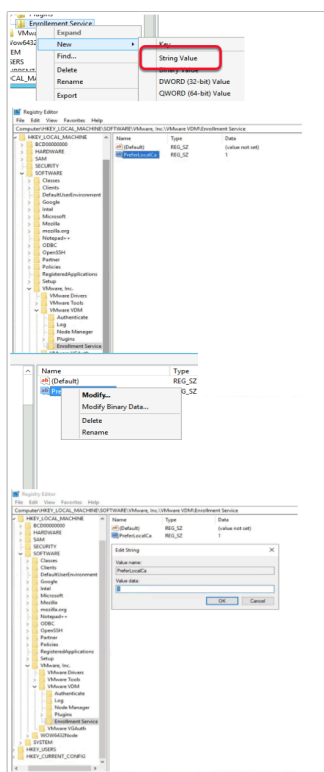 Plugins
Enrollment Service
VMwa
Wow6432
EM
SERS
Expand
New
Find...
Delete
Rename
Export
Key
String Value
Binary Value
DWORD (32-bit) Value
QWORD (64-bit) Value
Registry Editor
File Edit View Favorites Help
Computer\HKEY_LOCAL_MACHINE\SOFTWARE\VMware, Inc.\VMware VDM\Enrollment Service
HKEY_LOCAL_MACHINE
BCD00000000
HARDWARE
SAM
SECURITY
SOFTWARE
Classes
Clients
DefaultUserEnvironment
Google
Intel
Microsoft
Mozilla
mozilla.org
Notepad++
ODBC
OpenSSH
Partner
Policies
RegisteredApplications
Setup
VMware, Inc.
VMware Drivers
VMware Tools
VMware VDM
Authenticate
Log
Node Manager
Plugins
Enrollment Service
VMware VGAuth
Name Type Data
(Default) REG_SZ (value not set)
PreferLocalCa REG_SZ 1
Name Type
(Default) REG_SZ
Pre G_SZ
Modify...
Modify Binary Data...
Delete
Rename
Registry Editor
File Edit View Favorites Help
Computer\HKEY_LOCAL_MACHINE\SOFTWARE\VMware, Inc.\VMware VDM\Enrollment Service
HKEY_LOCAL_MACHINE
BCD00000000
HARDWARE
SAM
SECURITY
SOFTWARE
Classes
Clients
DefaultUserEnvironment
Google
Intel
Microsoft
Mozilla
mozilla.org
Notepad++
ODBC
OpenSSH
Partner
Policies
RegisteredApplications
Setup
VMware, Inc.
VMware Drivers
VMware Tools
VMware VDM
Authenticate
Log
Node Manager
Plugins
Enrollment Service
VMware VGAuth
WOW6432Node
SYSTEM
HKEY_USERS
HKEY_CURRENT_CONFIG
Name Type Data
(Default) REG_SZ (value not set)
PreferLocalCa REG_SZ 1
Edit String
Value name:
PreferLocalCa
Value data:
OK Cancel